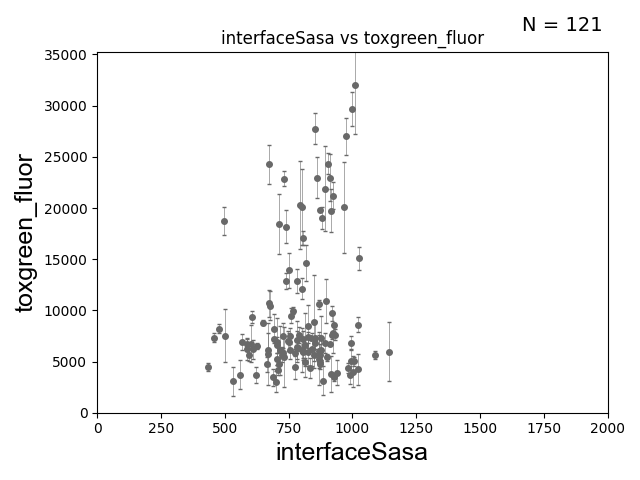 N = 121
interfaceSasa vs toxgreen_fluor
35000
30000
25000
20000
15000
10000
5000
0
toxgreen_fluor
0 250 500 750 1000 1250 1500 1750 2000
interfaceSasa